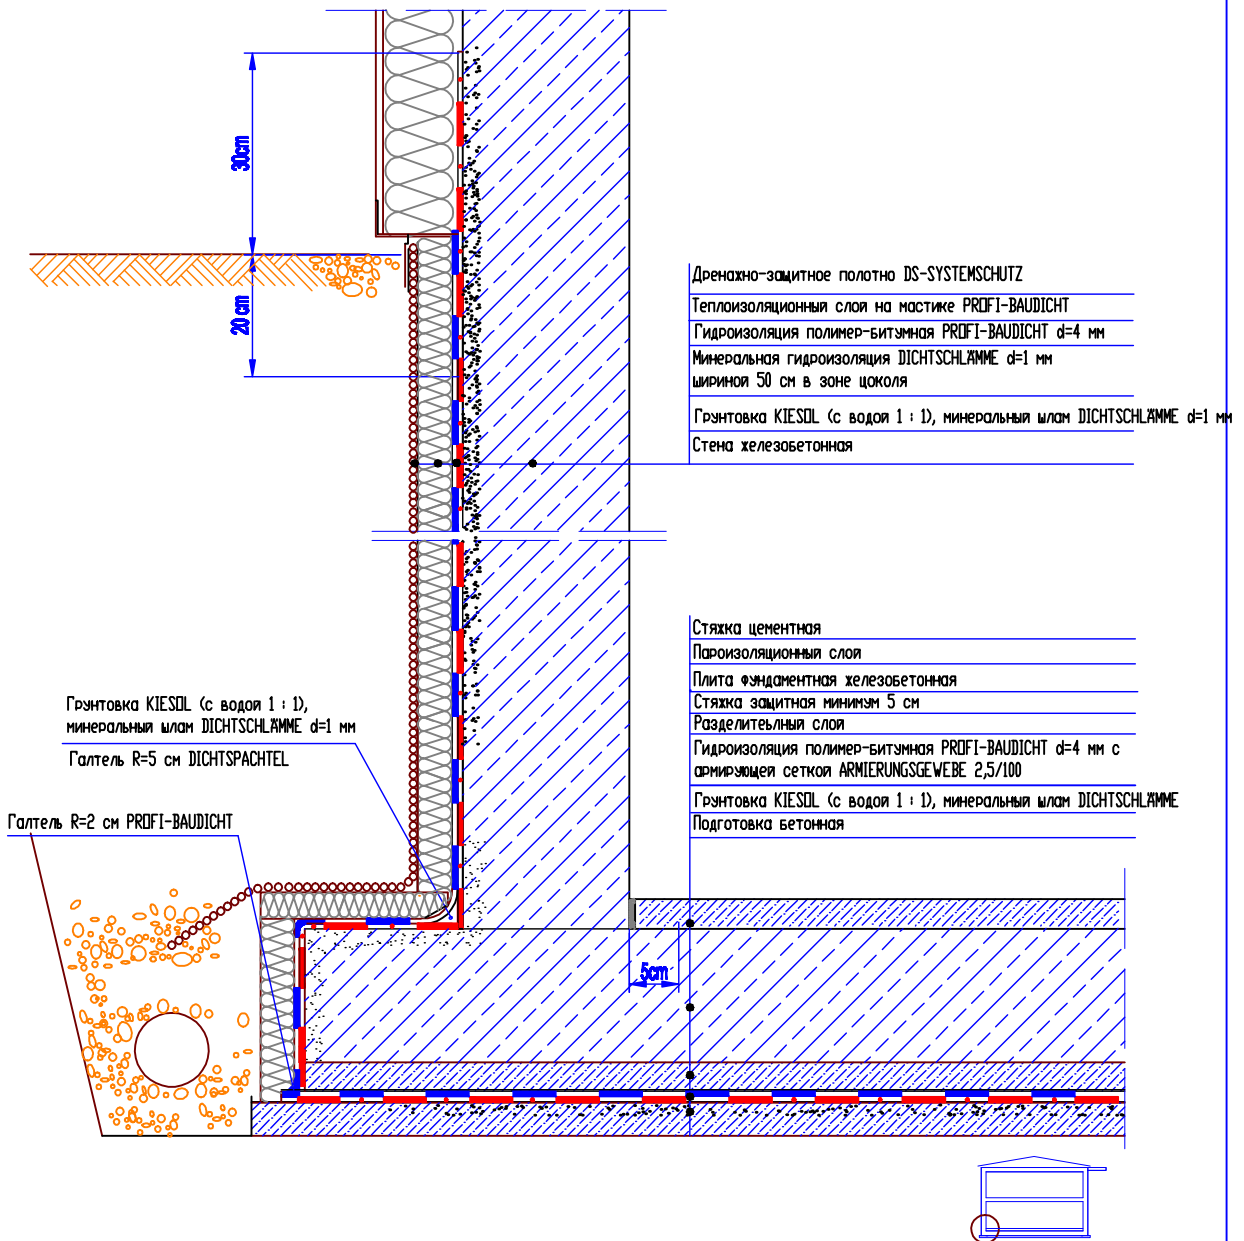 30cm
20 cm
Дренажно-защитное полотно DS-SYSTEMSCHUTZ
Теплоизоляционный слой на мастике PROFI-BAUDICHT
Гидроизоляция полимер-битумная PROFI-BAUDICHT d=4 мм
Минеральная гидроизоляция DICHTSCHLÄMME d=1 мм
шириной 50 см в зоне цоколя
Грунтовка KIESOL (с водой 1 : 1), минеральный шлам DICHTSCHLÄMME d=1 мм
Стена железобетонная
Стяжка цементная
Пароизоляционный слой
Плита фундаментная железобетонная
Стяжка защитная минимум 5 см
Разделительный слой
Гидроизоляция полимер-битумная PROFI-BAUDICHT d=4 мм с
армирующей сеткой ARMIERUNGSGEWEBE 2,5/100
Грунтовка KIESOL (с водой 1 : 1), минеральный шлам DICHTSCHLÄMME
Подготовка бетонная
Грунтовка KIESOL (с водой 1 : 1),
минеральный шлам DICHTSCHLÄMME d=1 мм
Галтель R=5 см DICHTSPACHTEL
Галтель R=2 см PROFI-BAUDICHT
5cm